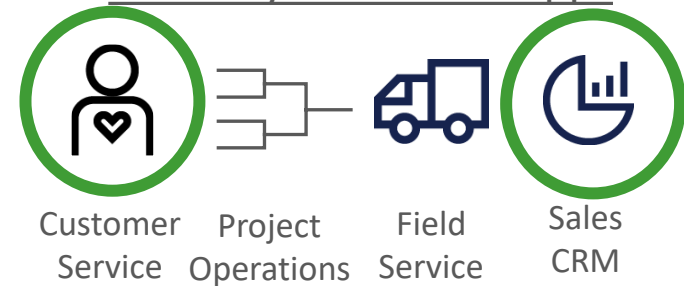 Customer Service
Project Operations
Field Service
Sales CRM